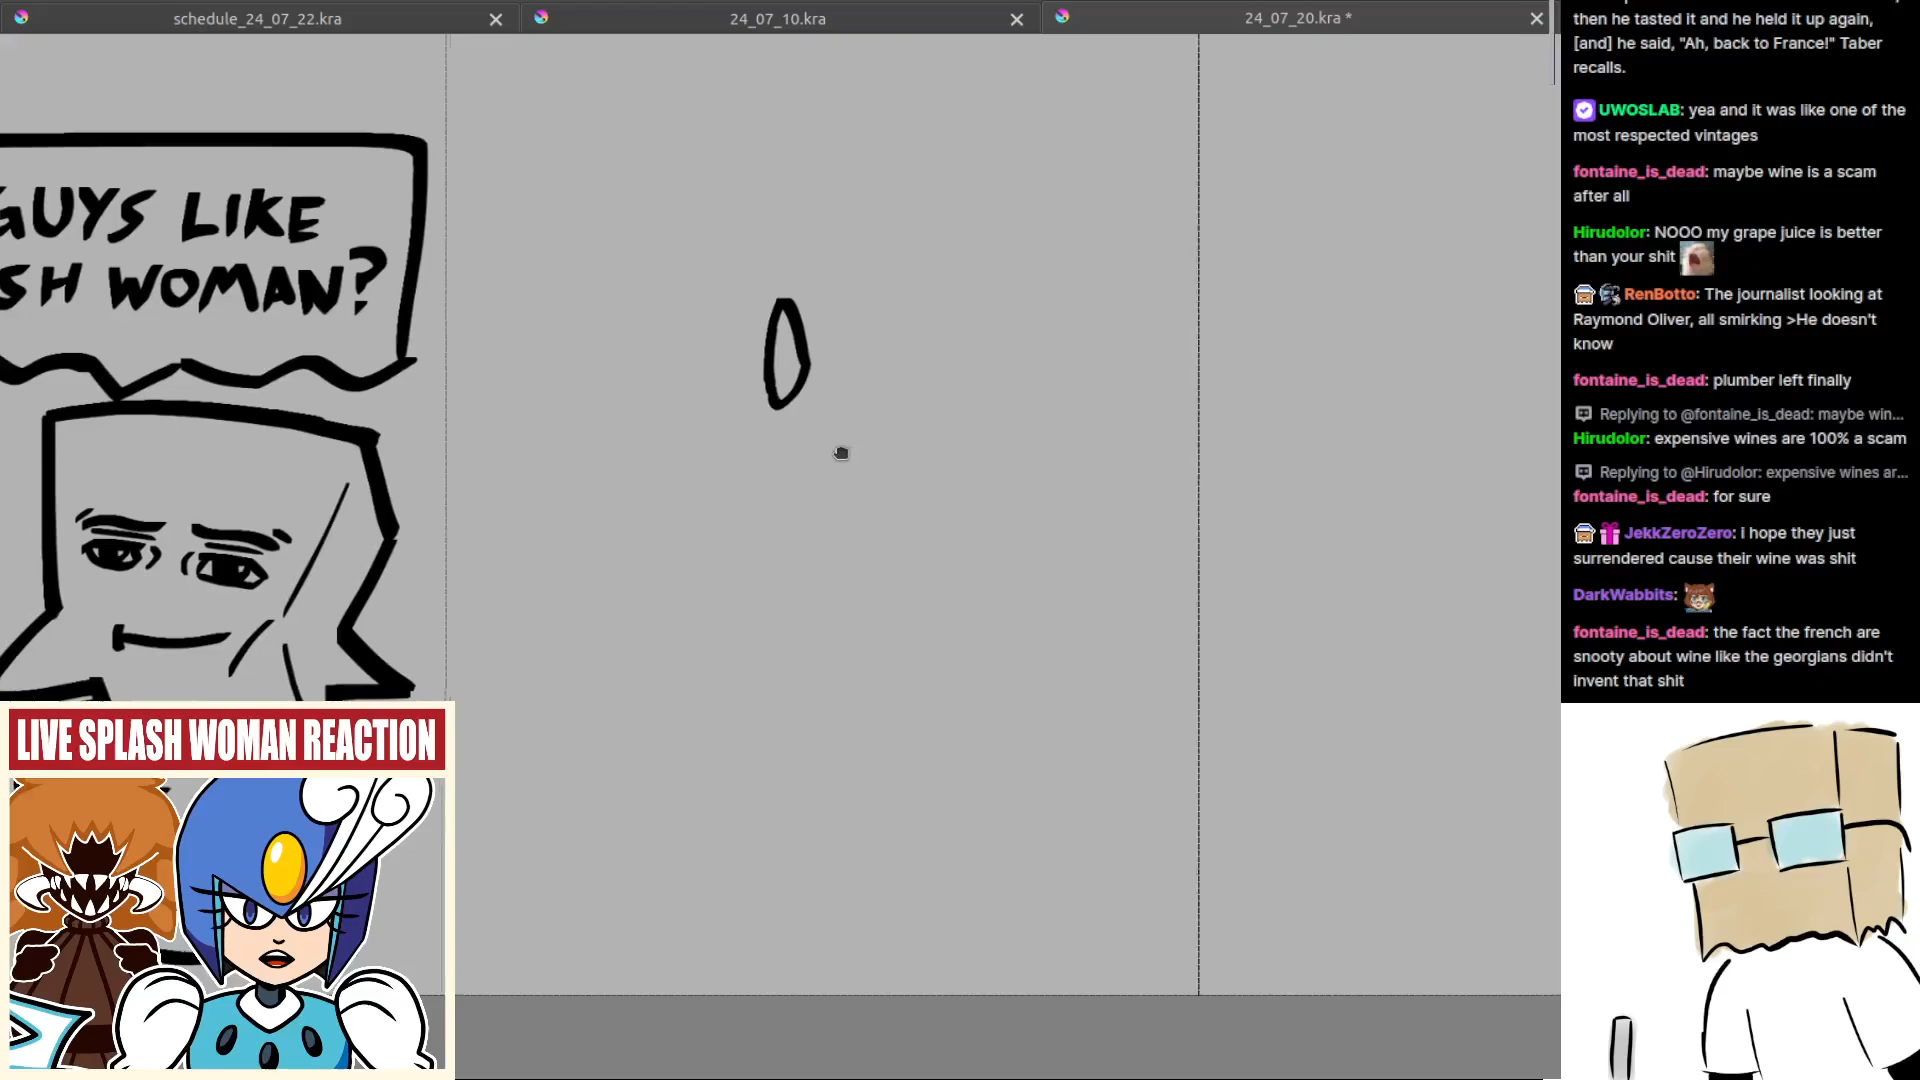 schedule_24_07_22.kra
24_07_10.kra
24_07_20.kra *
GUYS LIKE
SH WOMAN?
LIVE SPLASH WOMAN REACTION
then he tasted it and he held it up again,
[and] he said, "Ah, back to France!" Taber
recalls.
UWOSLAB: yea and it was like one of the
most respected vintages
fontaine_is_dead: maybe wine is a scam
after all
Hirudolor: NOOO my grape juice is better
than your shit
RenBotto: The journalist looking at
Raymond Oliver, all smirking >He doesn't
know
fontaine_is_dead: plumber left finally
Replying to @fontaine_is_dead: maybe win...
Hirudolor: expensive wines are 100% a scam
Replying to @Hirudolor: expensive wines ar...
fontaine_is_dead: for sure
JekkZeroZero: i hope they just
surrendered cause their wine was shit
DarkWabbits:
fontaine_is_dead: the fact the french are
snooty about wine like the georgians didn't
invent that shit